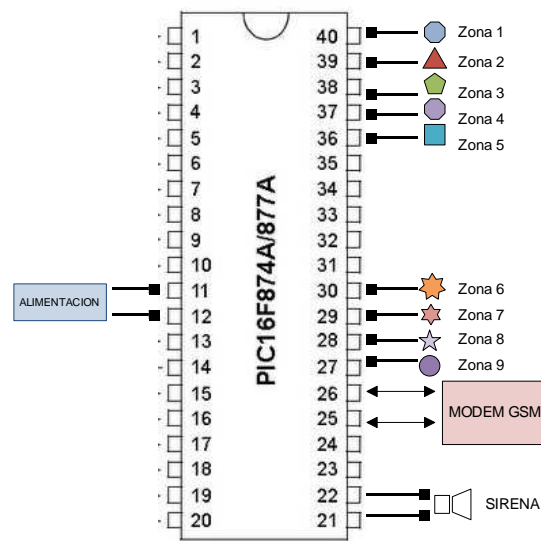 1 40 Zona 1
2 39 Zona 2
3 38 Zona 3
4 37 Zona 4
5 36 Zona 5
6 35
7 34
8 33
9 32
10 31
ALIMENTACION 11 30 Zona 6
12 29 Zona 7
13 28 Zona 8
14 27 Zona 9
15 26
16 25 MODEM GSM
17 24
18 23
19 22 SIRENA
20 21
PIC16F874A/877A